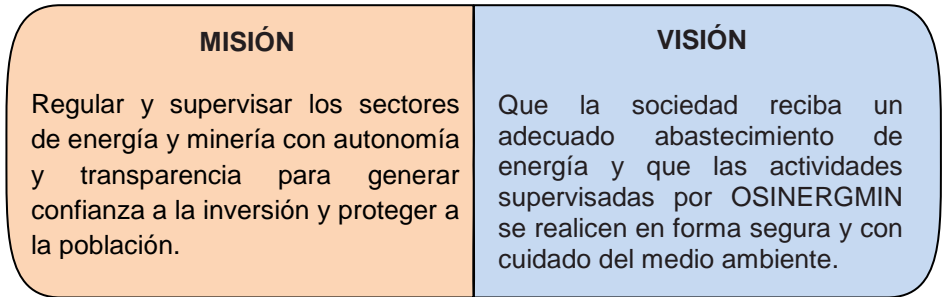 MISIÓN
Regular y supervisar los sectores
de energía y minería con autonomía
y transparencia para generar
confianza a la inversión y proteger a
la población.
VISIÓN
Que la sociedad reciba un
adecuado abastecimiento de
energía y que las actividades
supervisadas por OSINERGMIN
se realicen en forma segura y con
cuidado del medio ambiente.